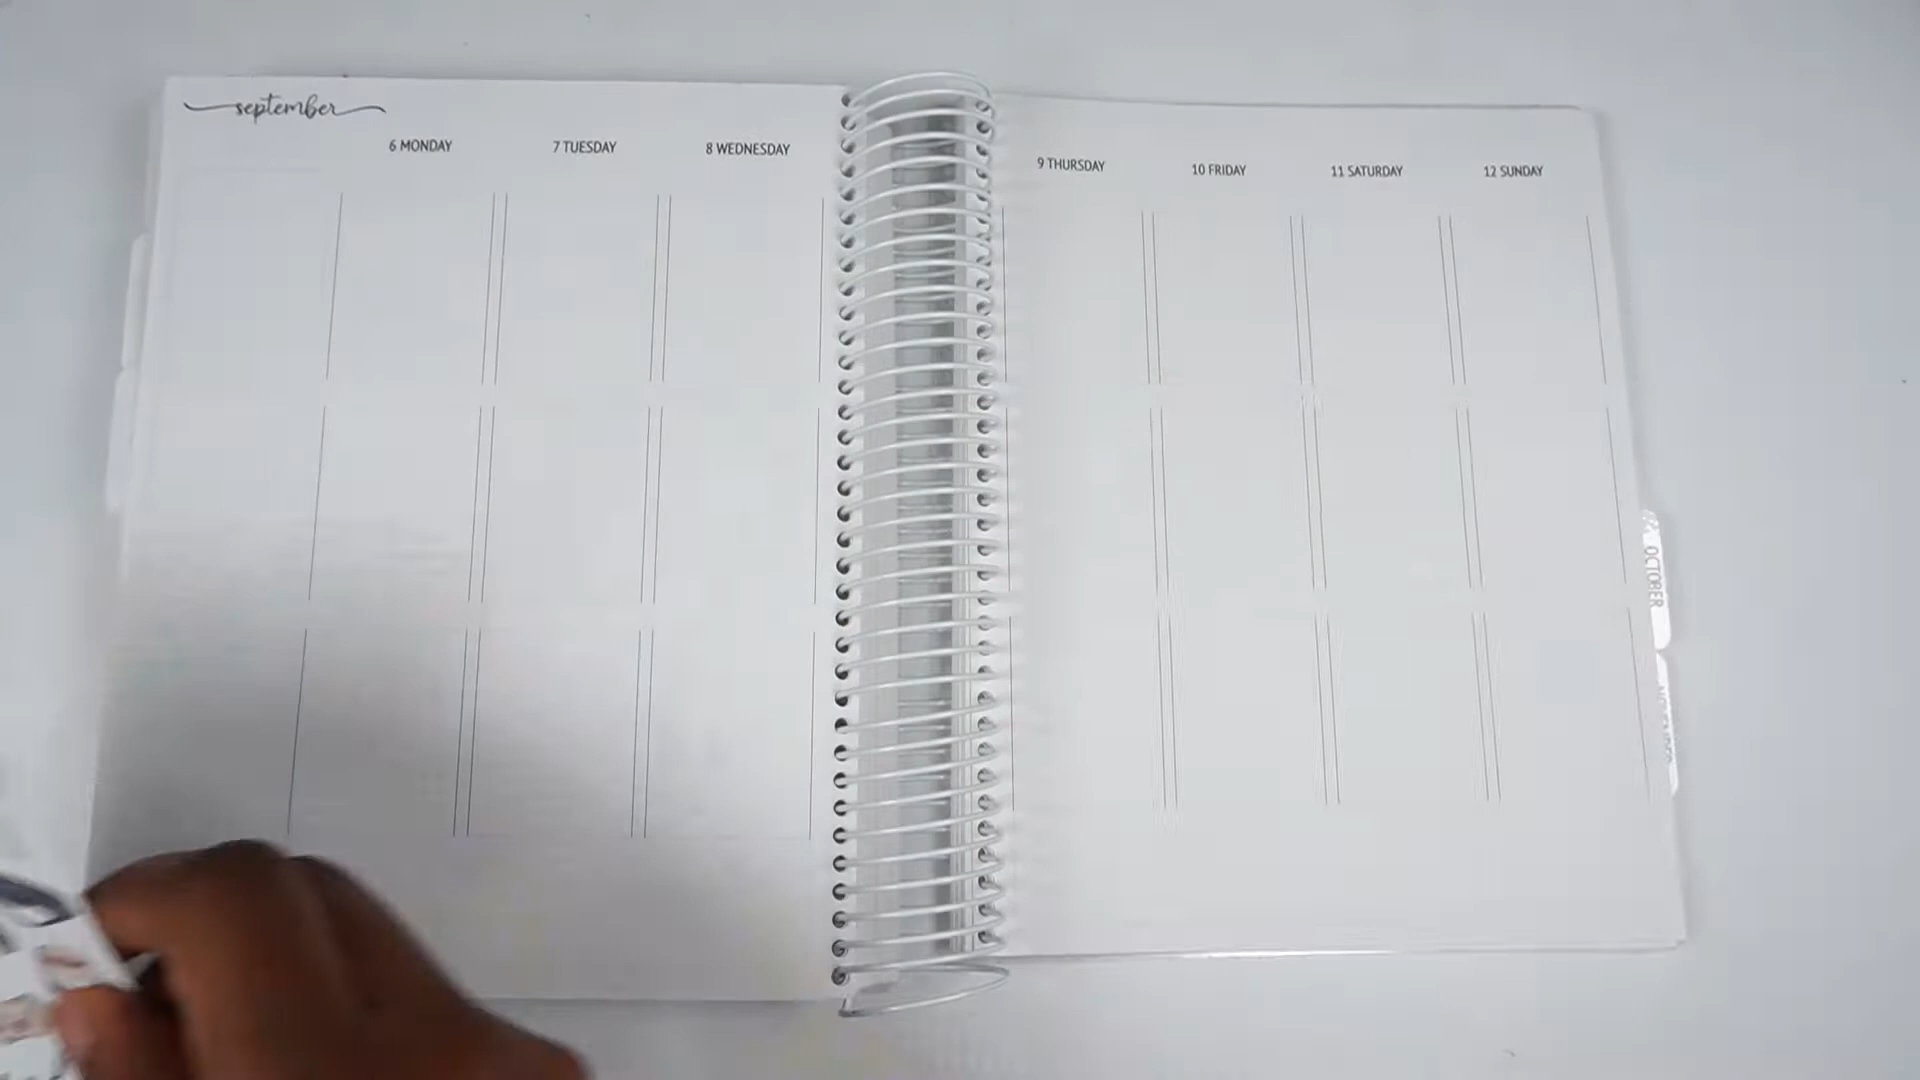 september
6 MONDAY
7 TUESDAY
8 WEDNESDAY
9 THURSDAY
10 FRIDAY
11 SATURDAY
12 SUNDAY
OCTOBER